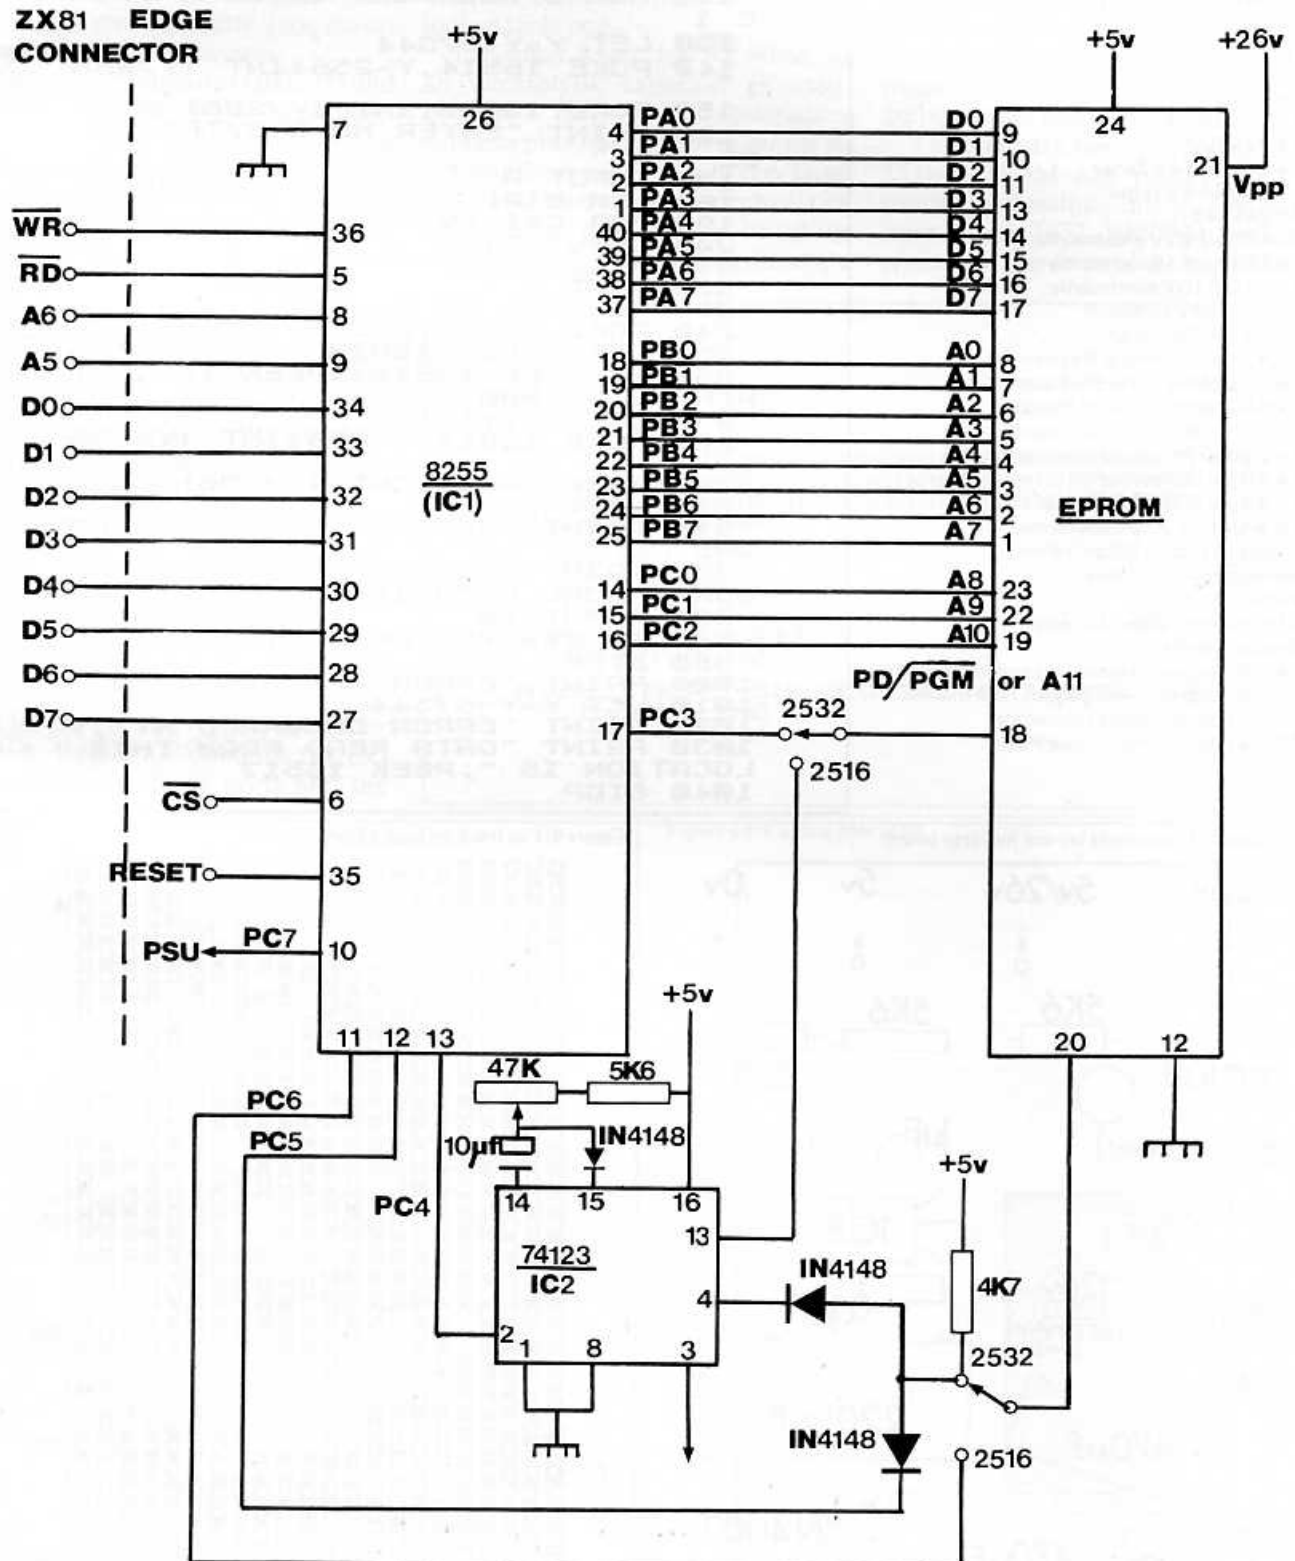 ZX81 EDGE
CONNECTOR
+5v
+5v
+26v
7
26
24
21
Vpp
4 PA0 D0 9
3 PA1 D1 10
2 PA2 D2 11
1 PA3 D3 13
40 PA4 D4 14
39 PA5 D5 15
38 PA6 D6 16
37 PA7 D7 17
WR 36
RD 5
A6 8
A5 9
D0 34
D1 33
D2 32
D3 31
D4 30
D5 29
D6 28
D7 27
CS 6
RESET 35
PSU PC7 10
8255
(IC1)
18 PB0 A0 8
19 PB1 A1 7
20 PB2 A2 6
21 PB3 A3 5
22 PB4 A4 4
23 PB5 A5 3
24 PB6 A6 2
25 PB7 A7 1
EPROM
14 PC0 A8 23
15 PC1 A9 22
16 PC2 A10 19
PD/PGM or A11
17 PC3 2532 18
2516
11 12 13
+5v
20 12
47K 5K6
PC6
PC5
10µf
IN4148
PC4
14 15 16
13
74123
IC2
4
2
1 8 3
IN4148
+5v
4K7
2532
IN4148
2516